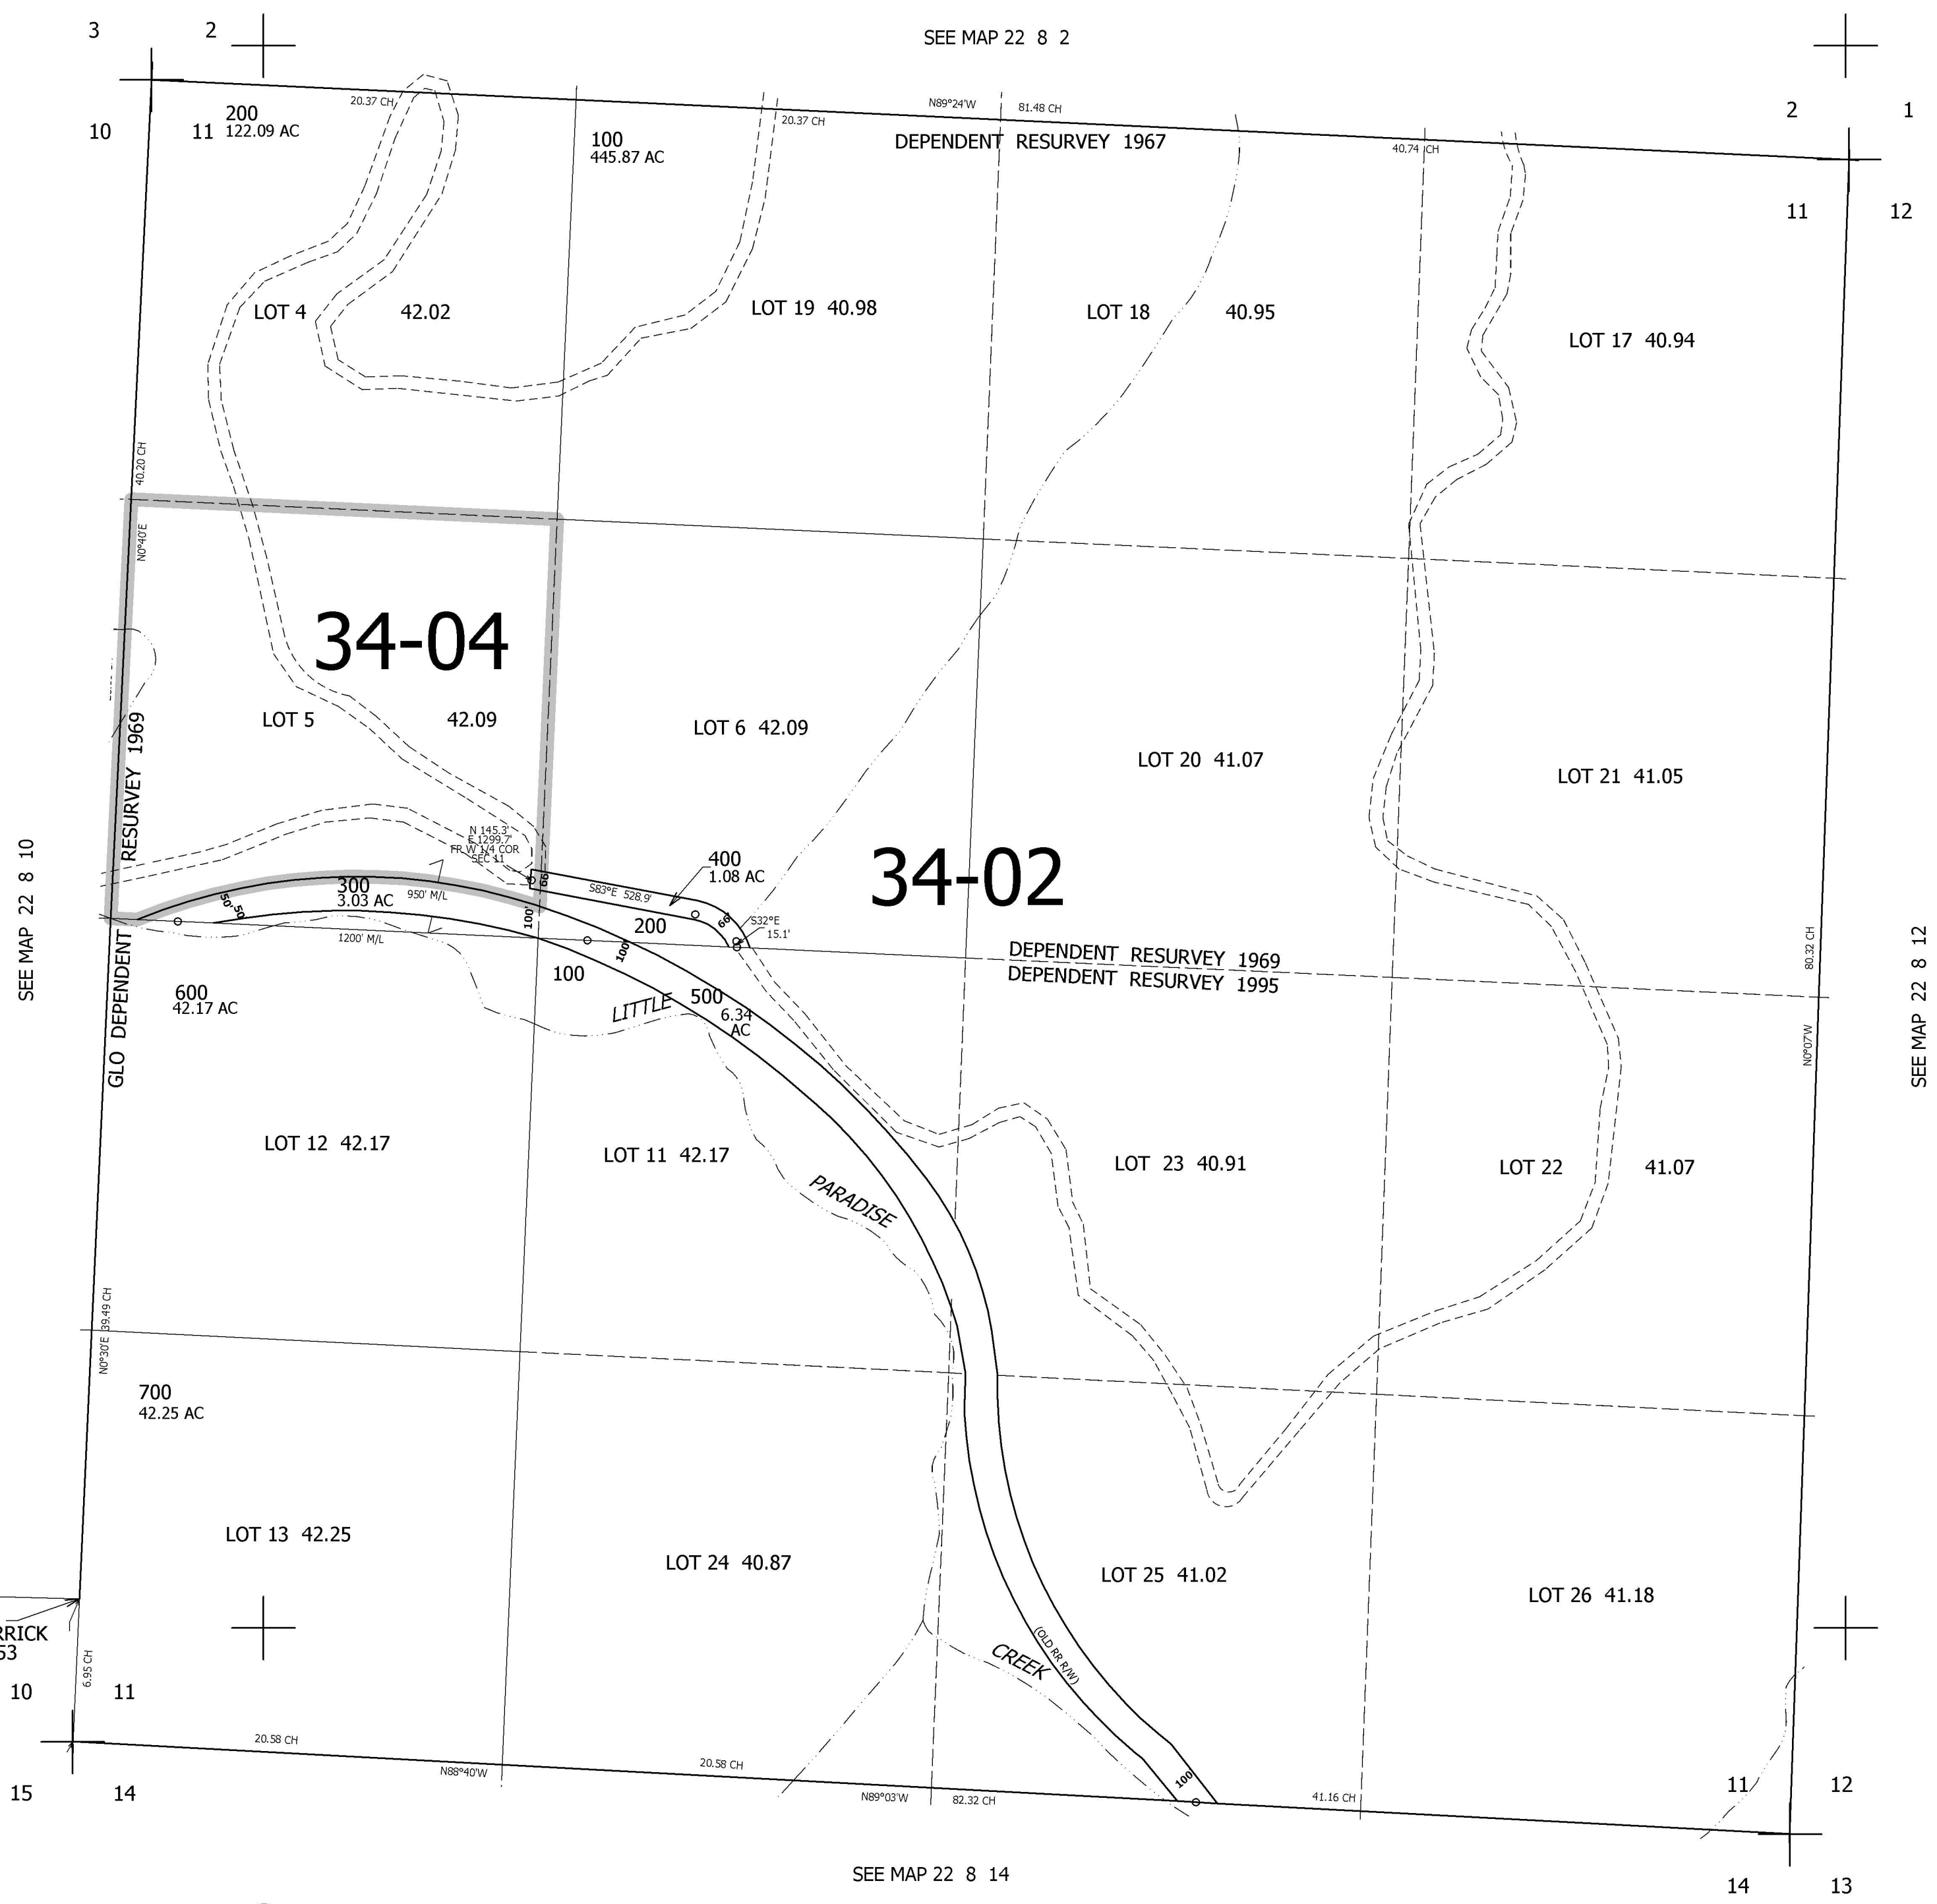 3
2
SEE MAP 22 8 2
10
11
200
122.09 AC
20.37 CH
100
445.87 AC
20.37 CH
N89°24'W
81.48 CH
DEPENDENT RESURVEY 1967
40.74 CH
2
1
11
12
LOT 4
42.02
LOT 19 40.98
LOT 18
40.95
LOT 17 40.94
40.20 CH
N0°40'E
34-04
LOT 5
42.09
LOT 6 42.09
LOT 20 41.07
LOT 21 41.05
SEE MAP 22 8 10
GLO DEPENDENT RESURVEY 1969
N 145.3'
E 1299.7'
FR W 1/4 COR
SEC 11
66'
300
3.03 AC
950' M/L
50'
50'
1200' M/L
100'
S83°E 528.9'
400
1.08 AC
200
66'
S32°E
15.1'
34-02
DEPENDENT RESURVEY 1969
DEPENDENT RESURVEY 1995
80.32 CH
N0°07'W
SEE MAP 22 8 12
100
100'
600
42.17 AC
LITTLE
500
6.34
AC
LOT 12 42.17
LOT 11 42.17
PARADISE
LOT 23 40.91
LOT 22
41.07
39.49 CH
N0°30'E
700
42.25 AC
LOT 13 42.25
LOT 24 40.87
LOT 25 41.02
LOT 26 41.18
RRICK
53
CREEK
(OLD RR R/W)
6.95 CH
10
11
20.58 CH
N88°40'W
20.58 CH
N89°03'W
82.32 CH
100'
41.16 CH
11
12
15
14
SEE MAP 22 8 14
14
13